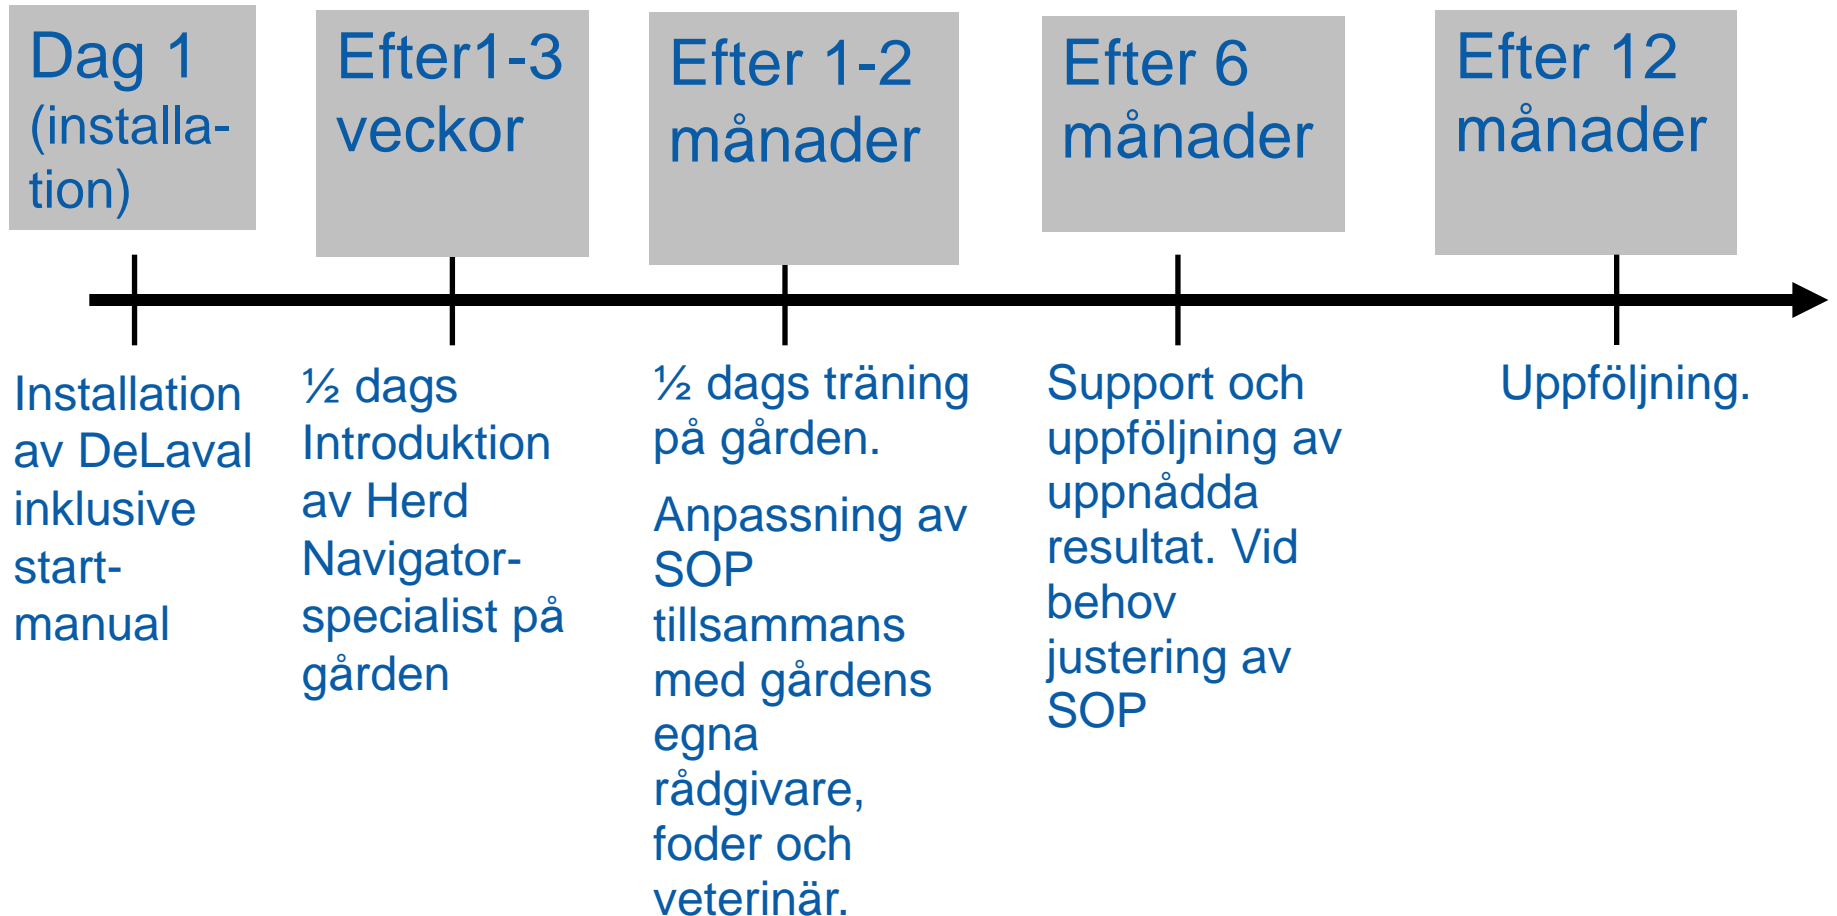 Dag 1
(installa-
tion)
Efter1-3
veckor
Efter 1-2
månader
Efter 6
månader
Efter 12
månader
Installation
av DeLaval
inklusive
start-
manual
½ dags
Introduktion
av Herd
Navigator-
specialist på
gården
½ dags träning
på gården.
Anpassning av
SOP
tillsammans
med gårdens
egna
rådgivare,
foder och
veterinär.
Support och
uppföljning av
uppnådda
resultat. Vid
behov
justering av
SOP
Uppföljning.